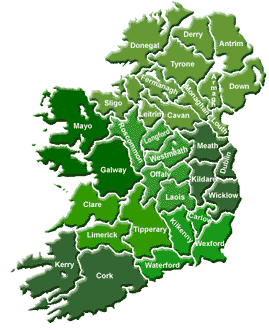 Derry
Donegal
Antrim
Tyrone
Fermanagh
Armagh
Down
Monaghan
Sligo
Leitrim
Cavan
Louth
Mayo
Roscommon
Longford
Meath
Westmeath
Dublin
Galway
Offaly
Kildare
Laois
Wicklow
Clare
Carlow
Tipperary
Kilkenny
Limerick
Wexford
Kerry
Waterford
Cork